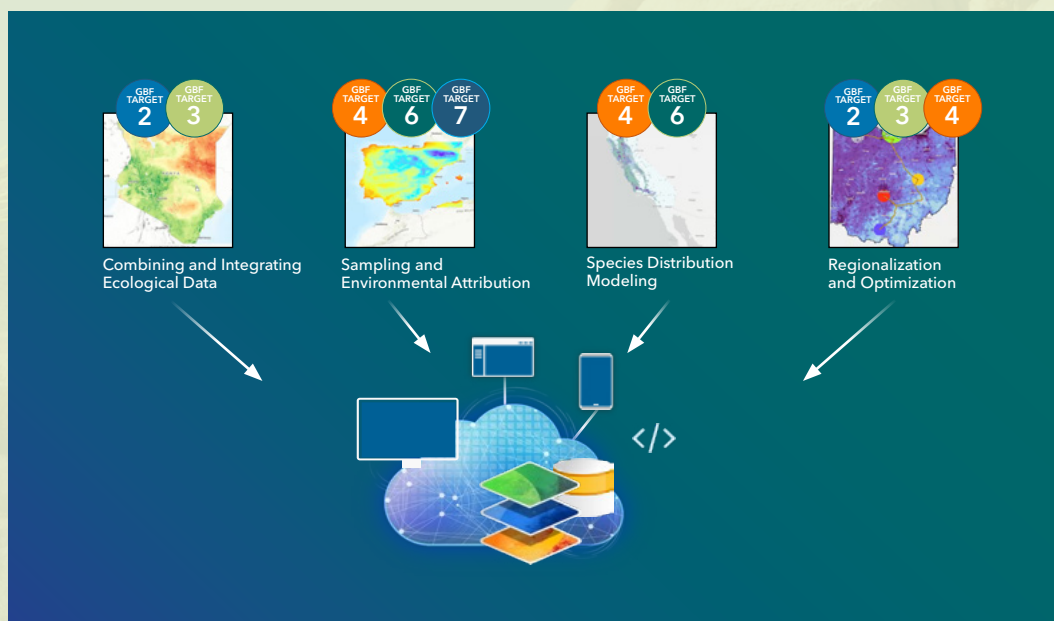 GBF
TARGET
2
GBF
TARGET
3
Combining and Integrating
Ecological Data
GBF
TARGET
4
GBF
TARGET
6
GBF
TARGET
7
Sampling and
Environmental Attribution
GBF
TARGET
4
GBF
TARGET
6
Species Distribution
Modeling
GBF
TARGET
2
GBF
TARGET
3
GBF
TARGET
4
Regionalization
and Optimization
</>